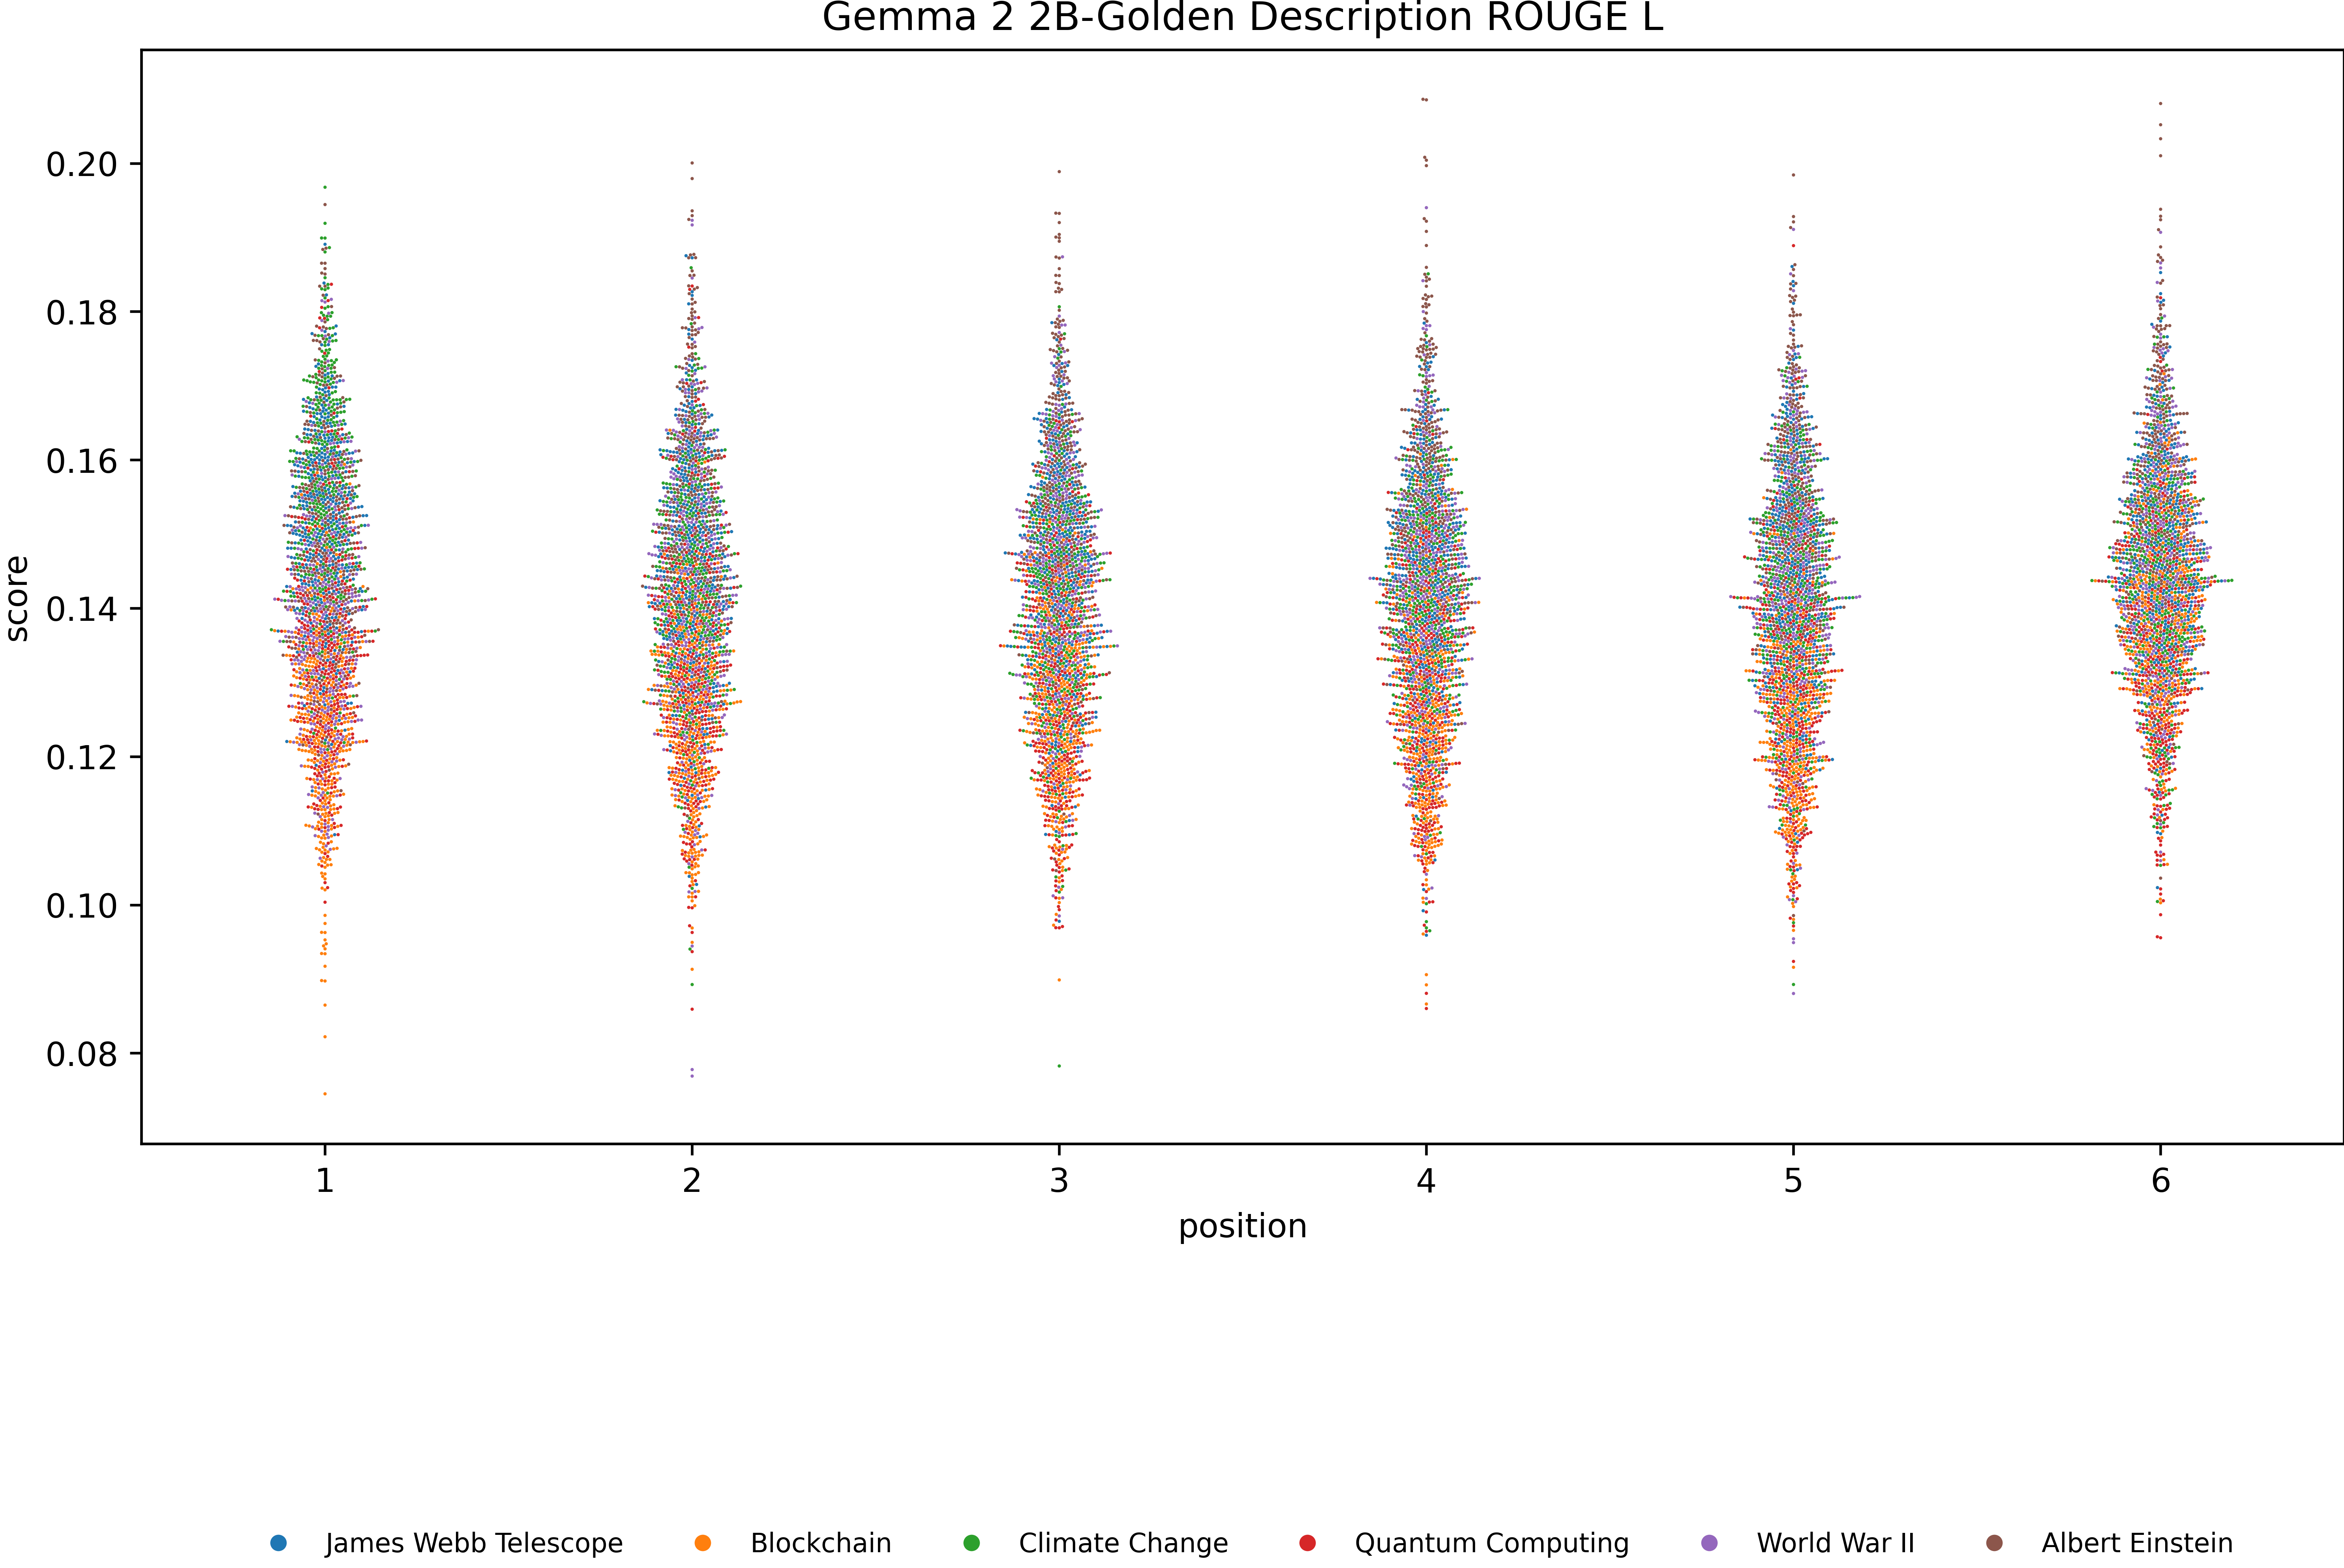 Gemma 2 2B-Golden Description ROUGE L
score
0.20
0.18
0.16
0.14
0.12
0.10
0.08
1 2 3 4 5 6
position
James Webb Telescope Blockchain Climate Change Quantum Computing World War II Albert Einstein